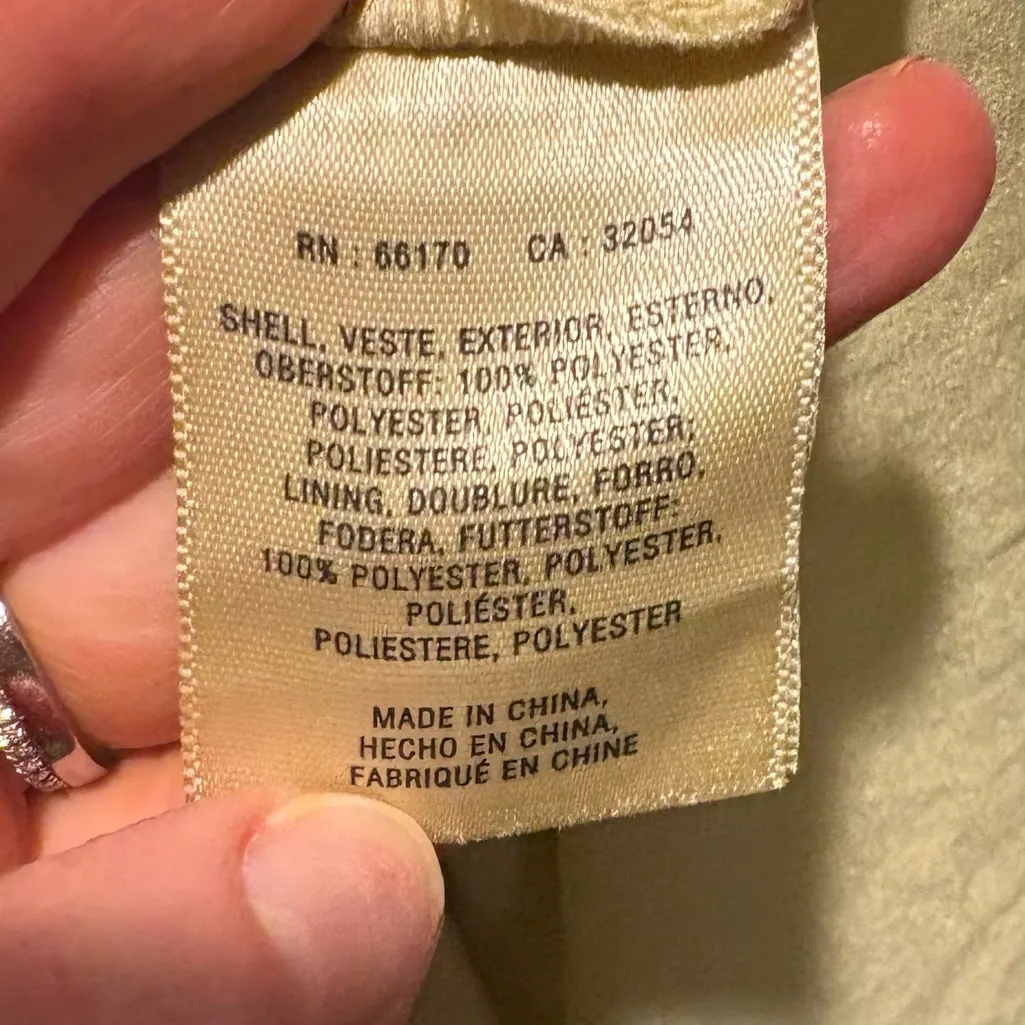 RN : 66170 CA : 32054
SHELL, VESTE, EXTERIOR, ESTERNO,
OBERSTOFF: 100% POLYESTER,
POLYESTER, POLIÉSTER,
POLIESTERE, POLYESTER;
LINING, DOUBLURE, FORRO,
FODERA, FUTTERSTOFF:
100% POLYESTER, POLYESTER,
POLIÉSTER,
POLIESTERE, POLYESTER
MADE IN CHINA,
HECHO EN CHINA,
FABRIQUÉ EN CHINE